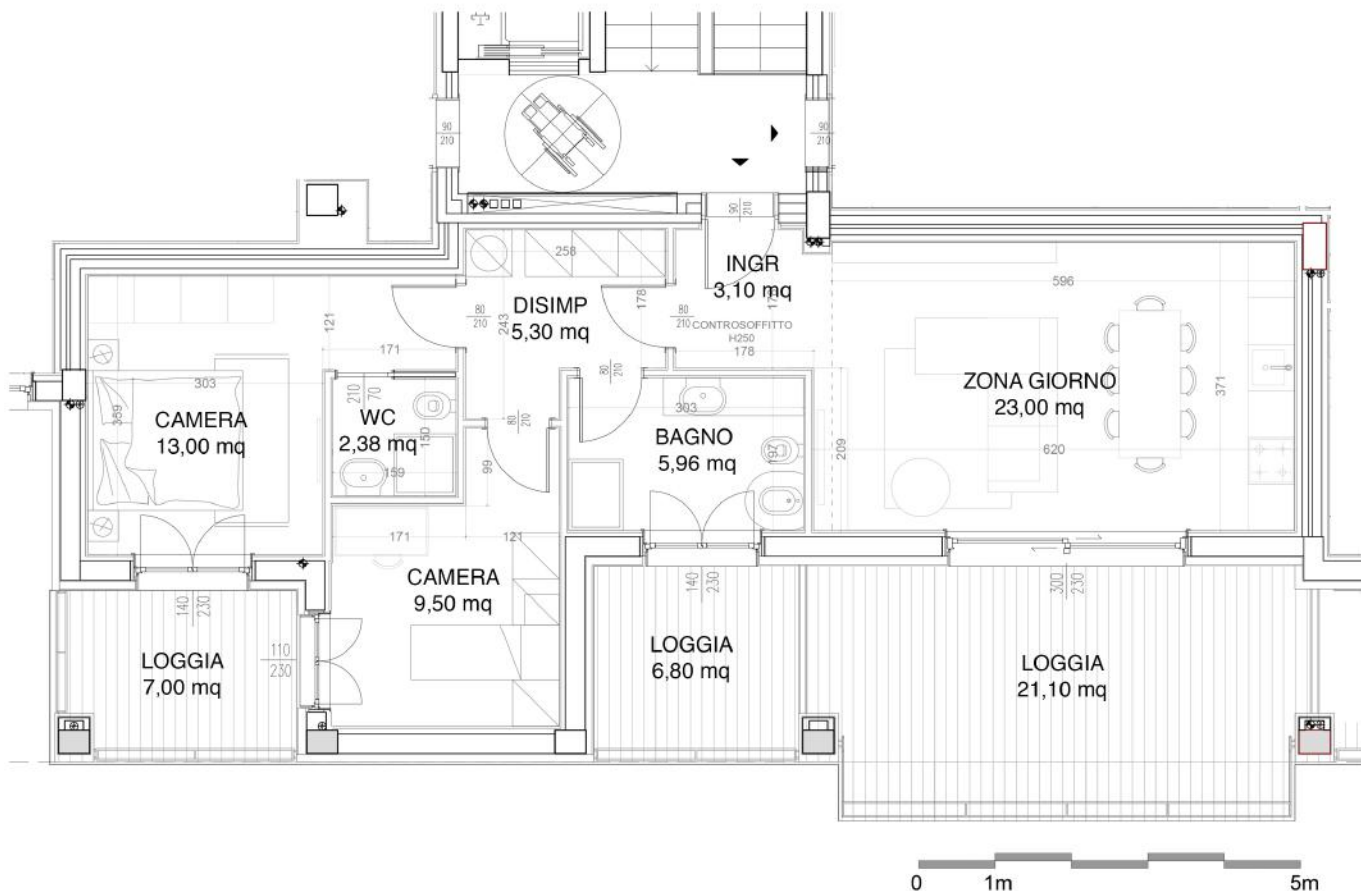 90
210
90
210
90
210
258
INGR
3,10 mq
596
DISIMP
5,30 mq
178
80
210
243
80
210
CONTROSOFFITTO
H250
178
121
171
303
CAMERA
13,00 mq
210
70
WC
2,38 mq
150
159
80
210
80
210
99
303
BAGNO
5,96 mq
197
209
ZONA GIORNO
23,00 mq
371
620
171
121
CAMERA
9,50 mq
140
230
110
230
LOGGIA
7,00 mq
140
230
LOGGIA
6,80 mq
300
230
LOGGIA
21,10 mq
0
1m
5m